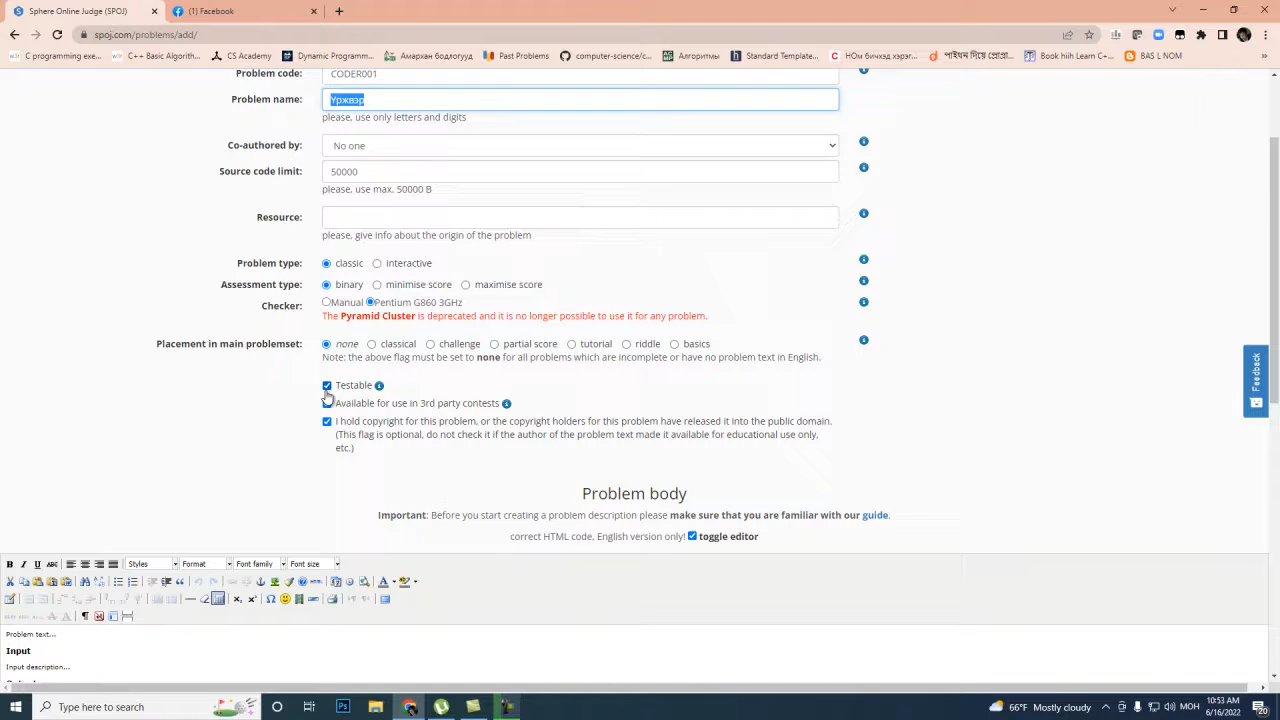 Sphere Online Judge (SPOJ)
(1) Facebook
spoj.com/problems/add/
C programming exe...
C++ Basic Algorith...
CS Academy
Dynamic Programm...
Амархан бодлогууд
Past Problems
computer-science/c...
Алгоритмы
Standard Template...
НОм бичхэд хэрэг...
Book hiih Learn C+...
BAS L NOM
Problem code:
CODER001
Problem name:
Үржвэр
please, use only letters and digits
Co-authored by:
No one
Source code limit:
50000
please, use max. 50000 B
Resource:
please, give info about the origin of the problem
Problem type:
classic interactive
Assessment type:
binary minimise score maximise score
Checker:
Manual Pentium G860 3GHz
The Pyramid Cluster is deprecated and it is no longer possible to use it for any problem.
Placement in main problemset:
none classical challenge partial score tutorial riddle basics
Note: the above flag must be set to none for all problems which are incomplete or have no problem text in English.
Testable
Available for use in 3rd party contests
I hold copyright for this problem, or the copyright holders for this problem have released it into the public domain.
(This flag is optional, do not check it if the author of the problem text made it available for educational use only,
etc.)
Feedback
Problem body
Important: Before you start creating a problem description please make sure that you are familiar with our guide.
correct HTML code, English version only! toggle editor
B I U ABC Styles Format Font family Font size
Problem text...
Input
Input description...
Type here to search
66°F Mostly cloudy
MOH
10:53 AM
6/16/2022
20